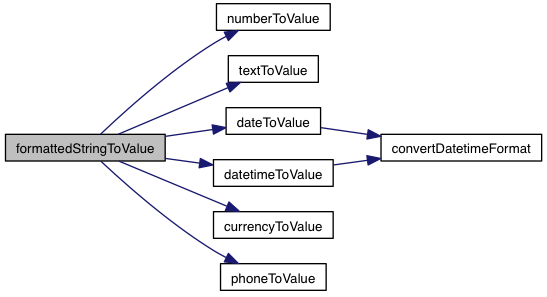 numberToValue
textToValue
dateToValue
formattedStringToValue
convertDatetimeFormat
datetimeToValue
currencyToValue
phoneToValue